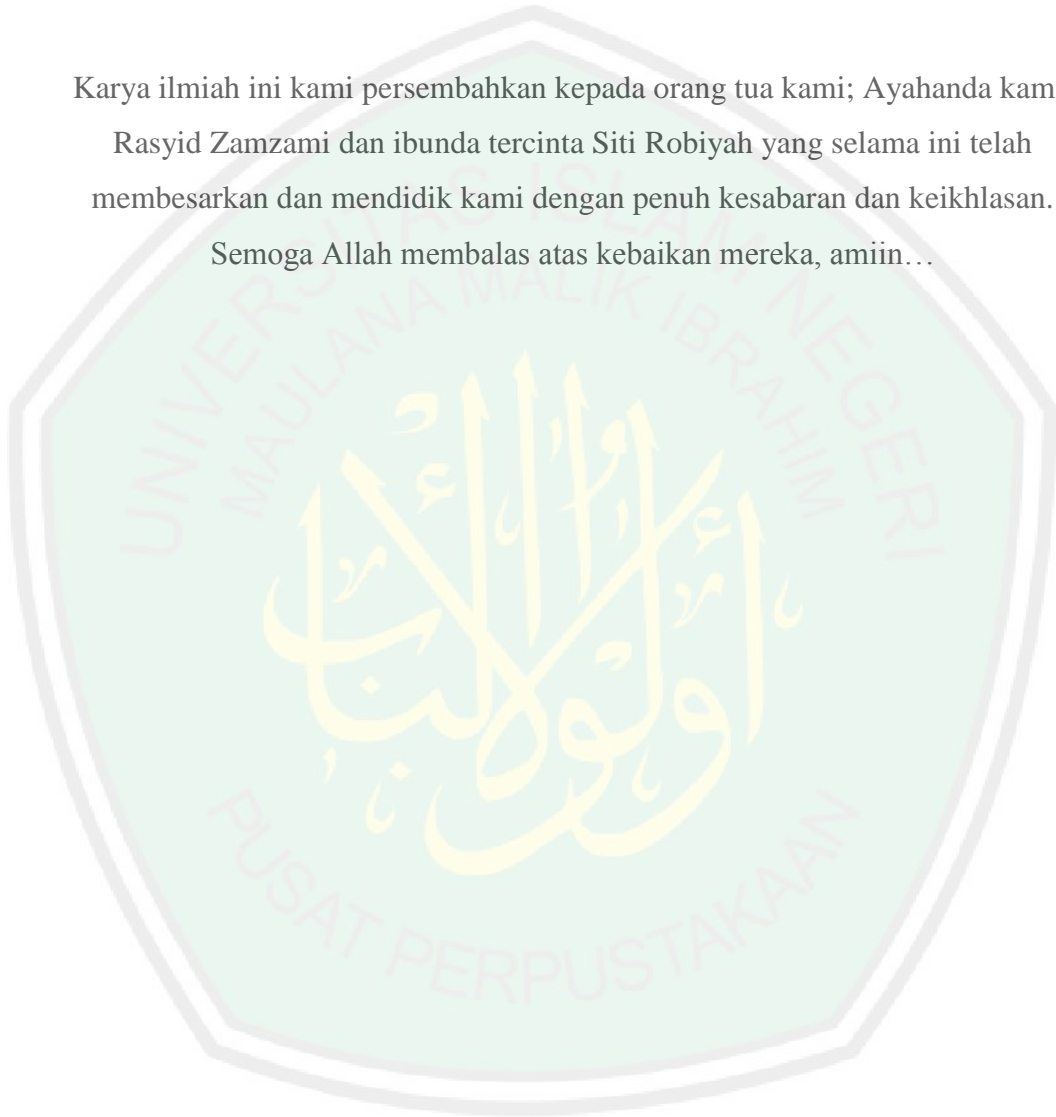 Karya ilmiah ini kami persembahkan kepada orang tua kami; Ayahanda kam
Rasyid Zamzami dan ibunda tercinta Siti Robiyah yang selama ini telah
membesarkan dan mendidik kami dengan penuh kesabaran dan keikhlasan.
Semoga Allah membalas atas kebaikan mereka, amiin…
UNIVERSITAS ISLAM NEGERI
MAULANA MALIK IBRAHIM
أولوا الألباب
PUSAT PERPUSTAKAAN